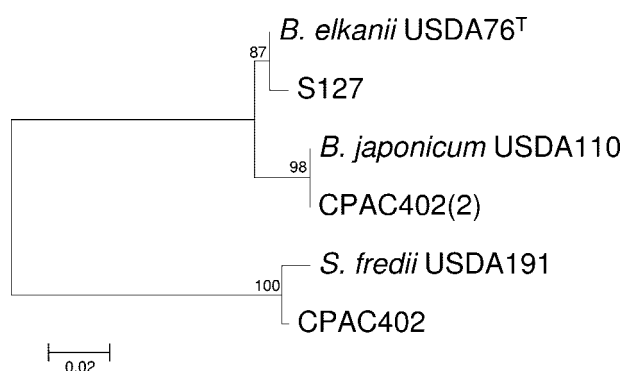 B. elkanii USDA76ᵀ
87
S127
B. japonicum USDA110
98
CPAC402(2)
S. fredii USDA191
100
CPAC402
0.02